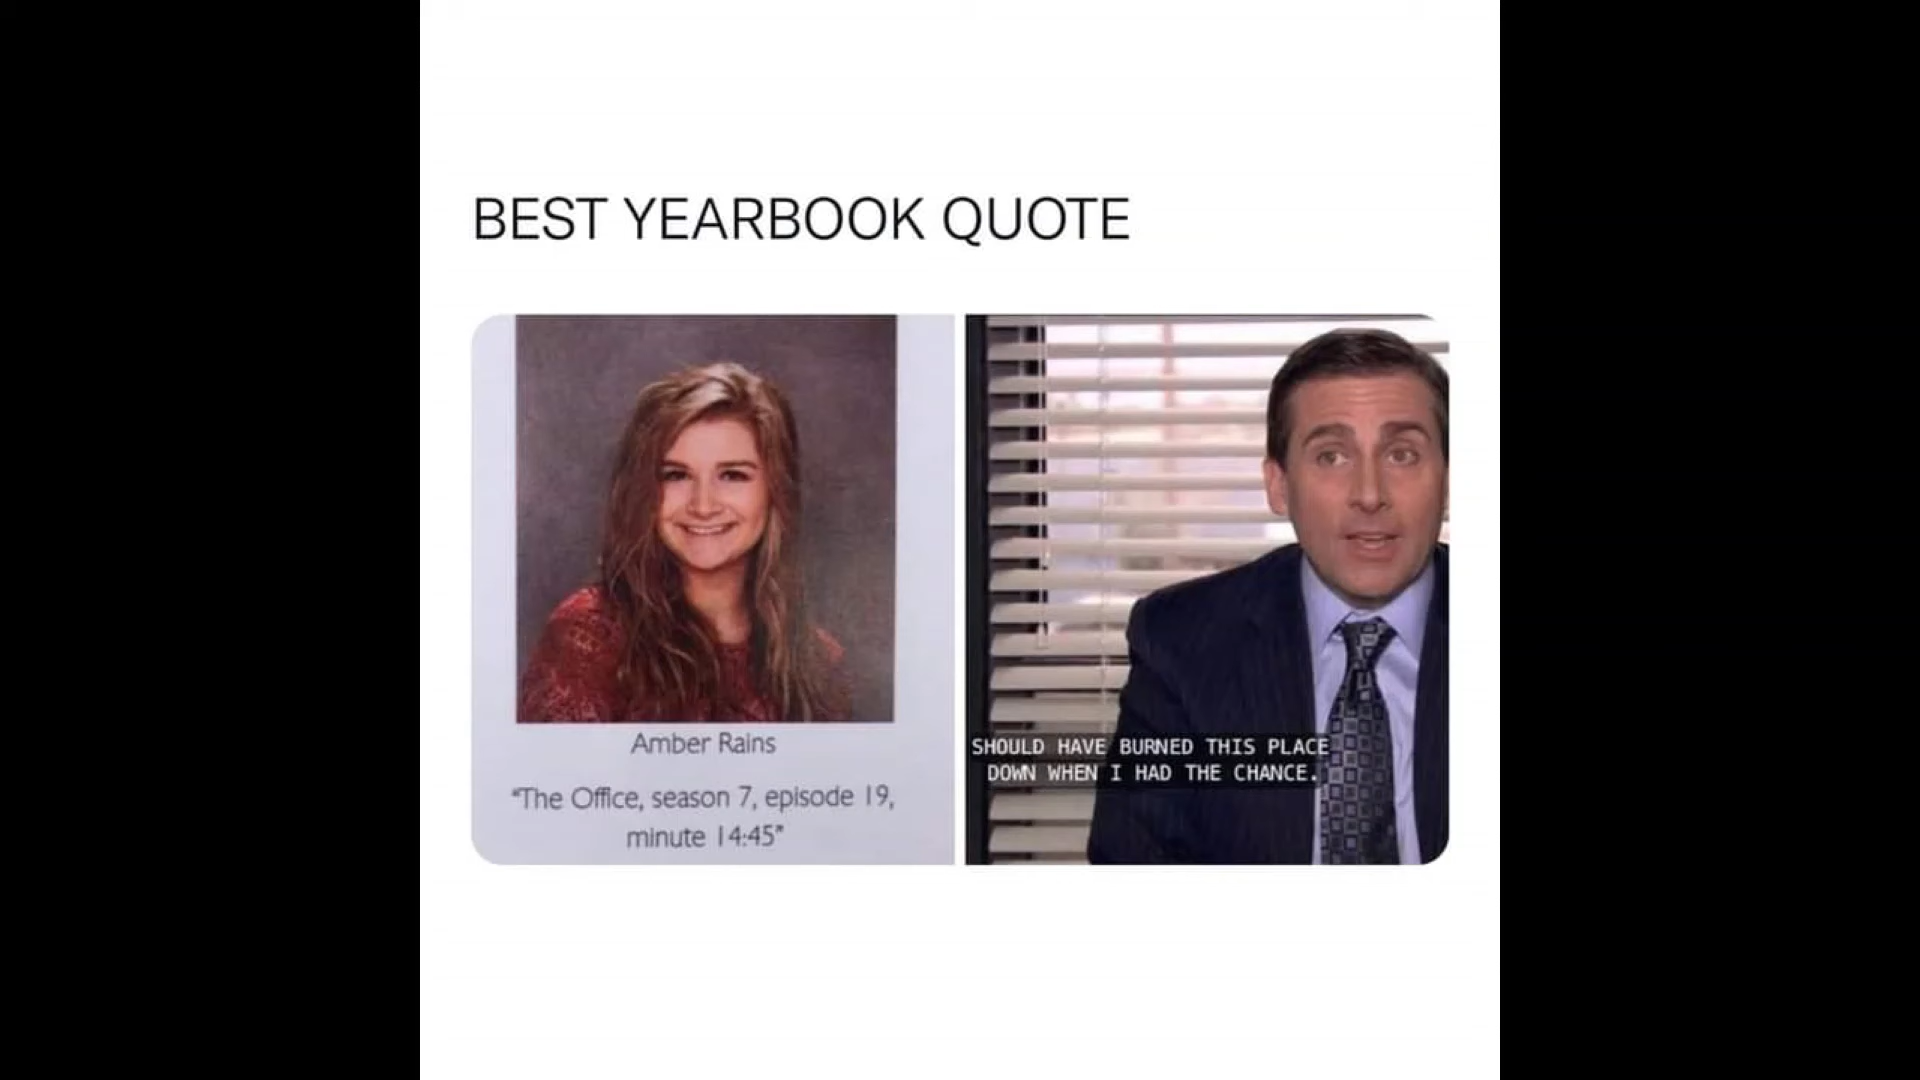 BEST YEARBOOK QUOTE
Amber Rains
"The Office, season 7, episode 19,
minute 14:45"
SHOULD HAVE BURNED THIS PLACE
DOWN WHEN I HAD THE CHANCE.